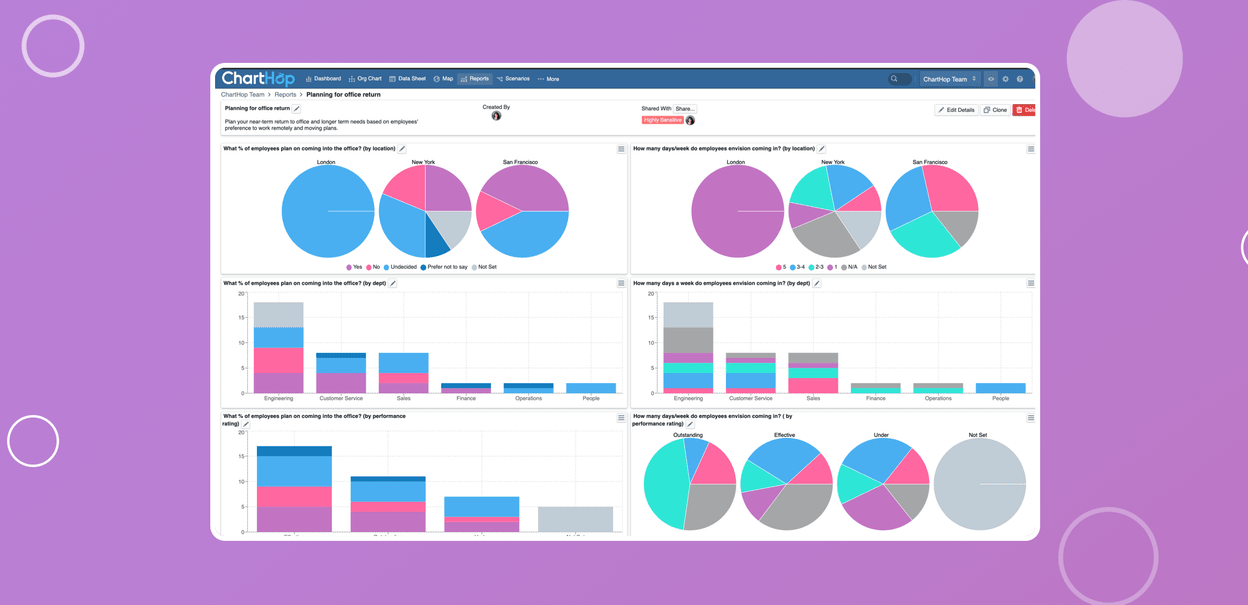 ChartHop Dashboard Org Chart Data Sheet Map Reports Scenarios ··· More ChartHop Team
ChartHop Team > Reports > Planning for office return
Planning for office return
Plan your near-term return to office and longer term needs based on employees'
preference to work remotely and moving plans.
Created By
Shared With Share...
Highly Sensitive
Edit Details Clone Dele
What % of employees plan on coming into the office? (by location)
London New York San Francisco
Yes No Undecided Prefer not to say Not Set
How many days/week do employees envision coming in? (by location)
London New York San Francisco
5 3-4 2-3 1 N/A Not Set
What % of employees plan on coming into the office? (by dept)
20
15
10
5
0
Engineering Customer Service Sales Finance Operations People
How many days a week do employees envision coming in? (by dept)
20
15
10
5
0
Engineering Customer Service Sales Finance Operations People
What % of employees plan on coming into the office? (by performance
rating)
20
15
10
5
0
How many days/week do employees envision coming in? ( by
performance rating)
Outstanding Effective Under Not Set